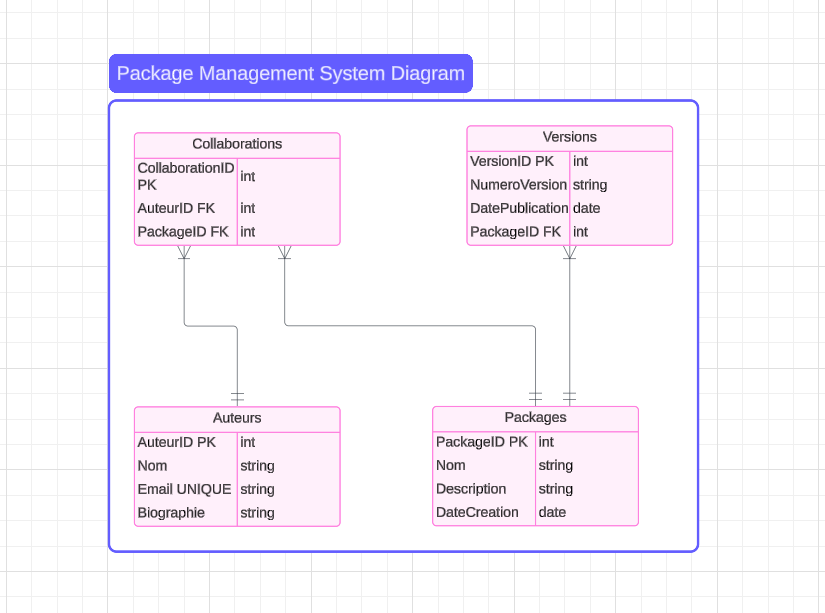 Package Management System Diagram
Collaborations
CollaborationID
PK
int
AuteurID FK int
PackageID FK int
Versions
VersionID PK int
NumeroVersion string
DatePublication date
PackageID FK int
Auteurs
AuteurID PK int
Nom string
Email UNIQUE string
Biographie string
Packages
PackageID PK int
Nom string
Description string
DateCreation date